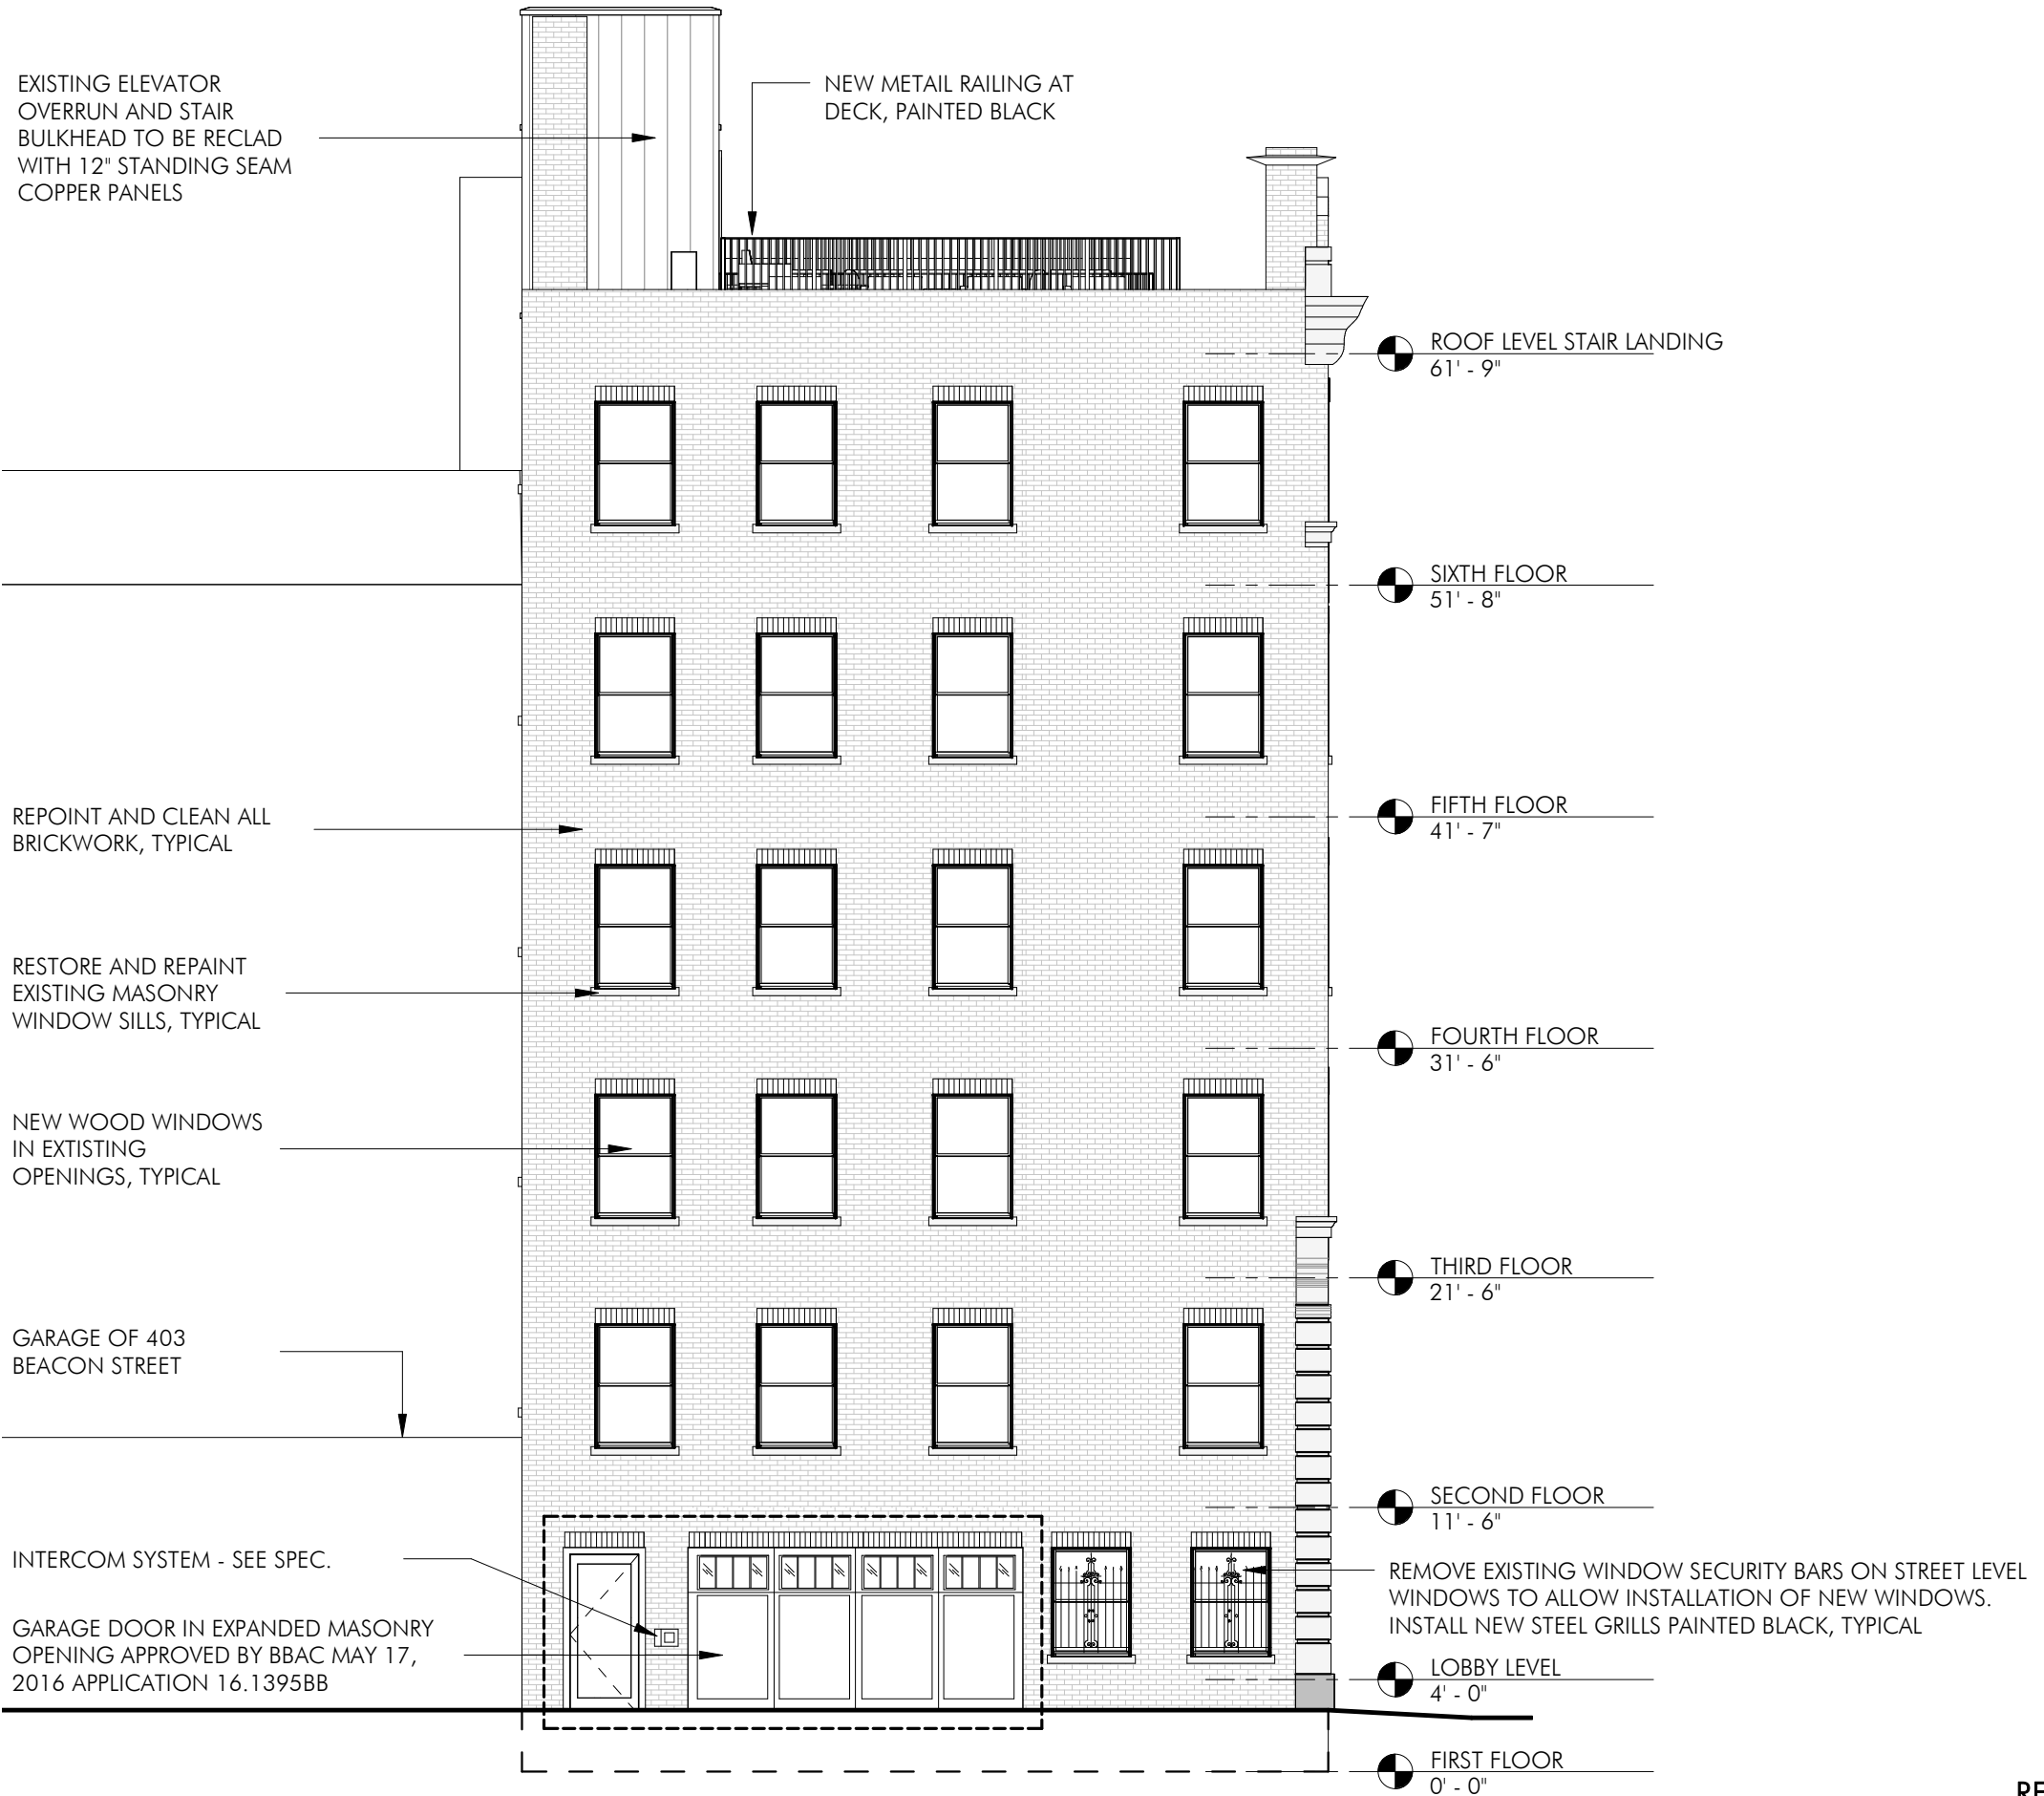 EXISTING ELEVATOR
OVERRUN AND STAIR
BULKHEAD TO BE RECLAD
WITH 12" STANDING SEAM
COPPER PANELS
NEW METAIL RAILING AT
DECK, PAINTED BLACK
ROOF LEVEL STAIR LANDING
61' - 9"
SIXTH FLOOR
51' - 8"
REPOINT AND CLEAN ALL
BRICKWORK, TYPICAL
FIFTH FLOOR
41' - 7"
RESTORE AND REPAINT
EXISTING MASONRY
WINDOW SILLS, TYPICAL
FOURTH FLOOR
31' - 6"
NEW WOOD WINDOWS
IN EXTISTING
OPENINGS, TYPICAL
THIRD FLOOR
21' - 6"
GARAGE OF 403
BEACON STREET
SECOND FLOOR
11' - 6"
INTERCOM SYSTEM - SEE SPEC.
GARAGE DOOR IN EXPANDED MASONRY
OPENING APPROVED BY BBAC MAY 17,
2016 APPLICATION 16.1395BB
REMOVE EXISTING WINDOW SECURITY BARS ON STREET LEVEL
WINDOWS TO ALLOW INSTALLATION OF NEW WINDOWS.
INSTALL NEW STEEL GRILLS PAINTED BLACK, TYPICAL
LOBBY LEVEL
4' - 0"
FIRST FLOOR
0' - 0"